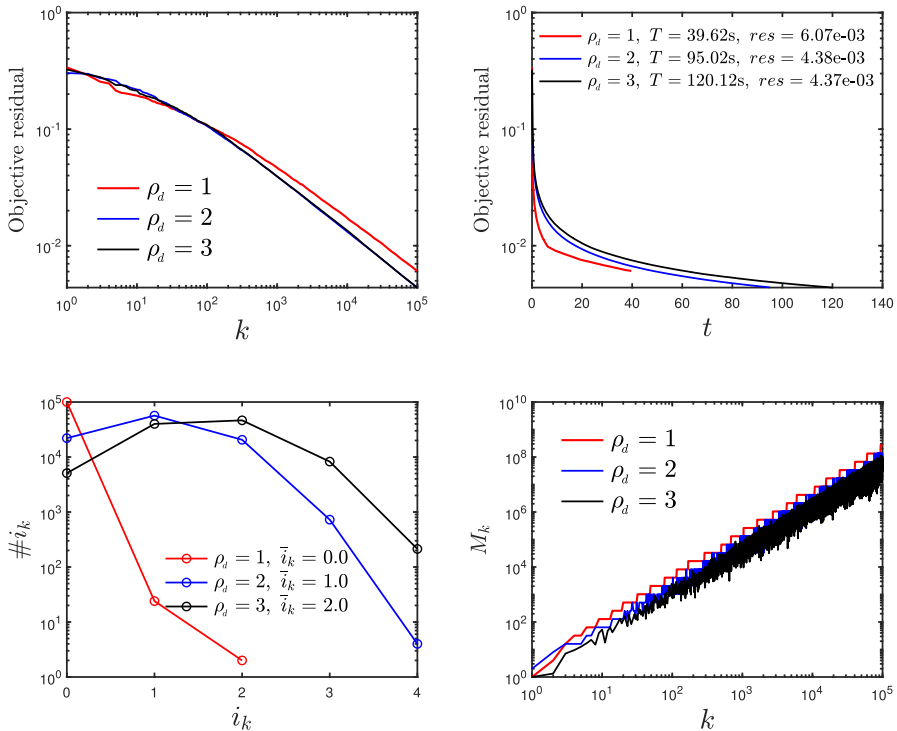 10^0
10^-1
10^-2
Objective residual
ρ_d = 1
ρ_d = 2
ρ_d = 3
10^0 10^1 10^2 10^3 10^4 10^5
k
10^0
10^-1
10^-2
Objective residual
ρ_d = 1, T = 39.62s, res = 6.07e-03
ρ_d = 2, T = 95.02s, res = 4.38e-03
ρ_d = 3, T = 120.12s, res = 4.37e-03
0 20 40 60 80 100 120 140
t
10^5
10^4
10^3
10^2
10^1
10^0
#i_k
ρ_d = 1, i̅_k = 0.0
ρ_d = 2, i̅_k = 1.0
ρ_d = 3, i̅_k = 2.0
0 1 2 3 4
i_k
10^10
10^8
10^6
10^4
10^2
10^0
M_k
ρ_d = 1
ρ_d = 2
ρ_d = 3
10^0 10^1 10^2 10^3 10^4 10^5
k